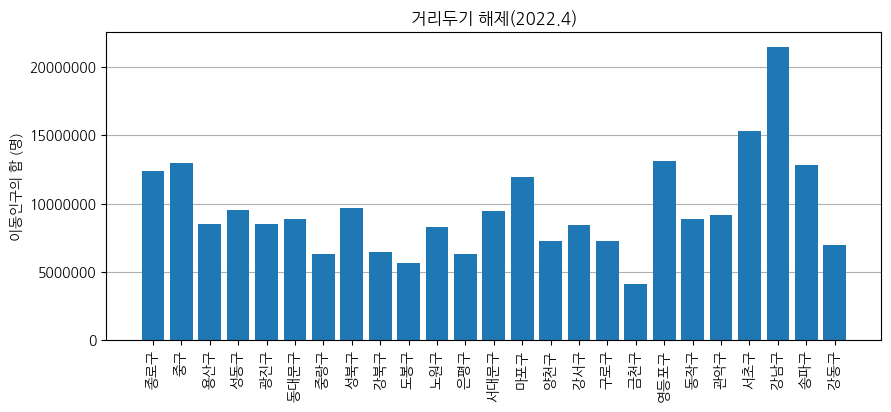 거리두기 해제(2022.4)
이동인구의 합 (명)
20000000
15000000
10000000
5000000
0
종로구
중구
용산구
성동구
광진구
동대문구
중랑구
성북구
강북구
도봉구
노원구
은평구
서대문구
마포구
양천구
강서구
구로구
금천구
영등포구
동작구
관악구
서초구
강남구
송파구
강동구